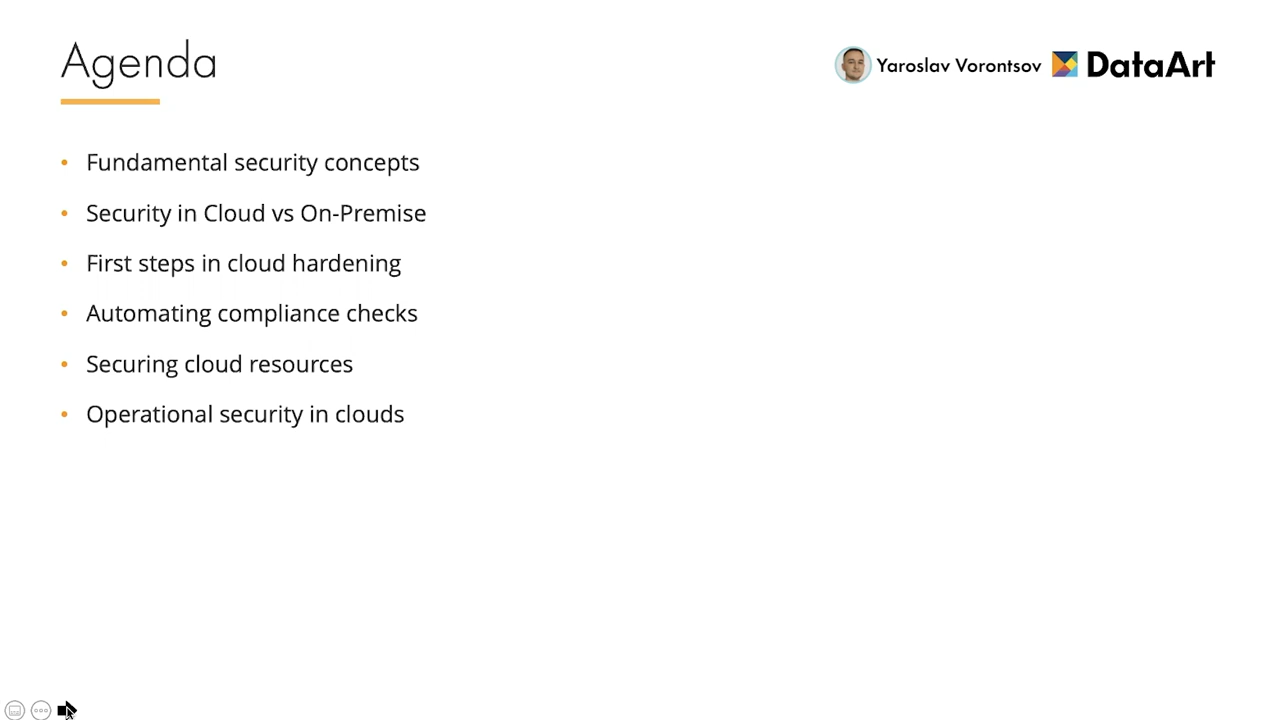 Agenda
Yaroslav Vorontsov DataArt
Fundamental security concepts
Security in Cloud vs On-Premise
First steps in cloud hardening
Automating compliance checks
Securing cloud resources
Operational security in clouds